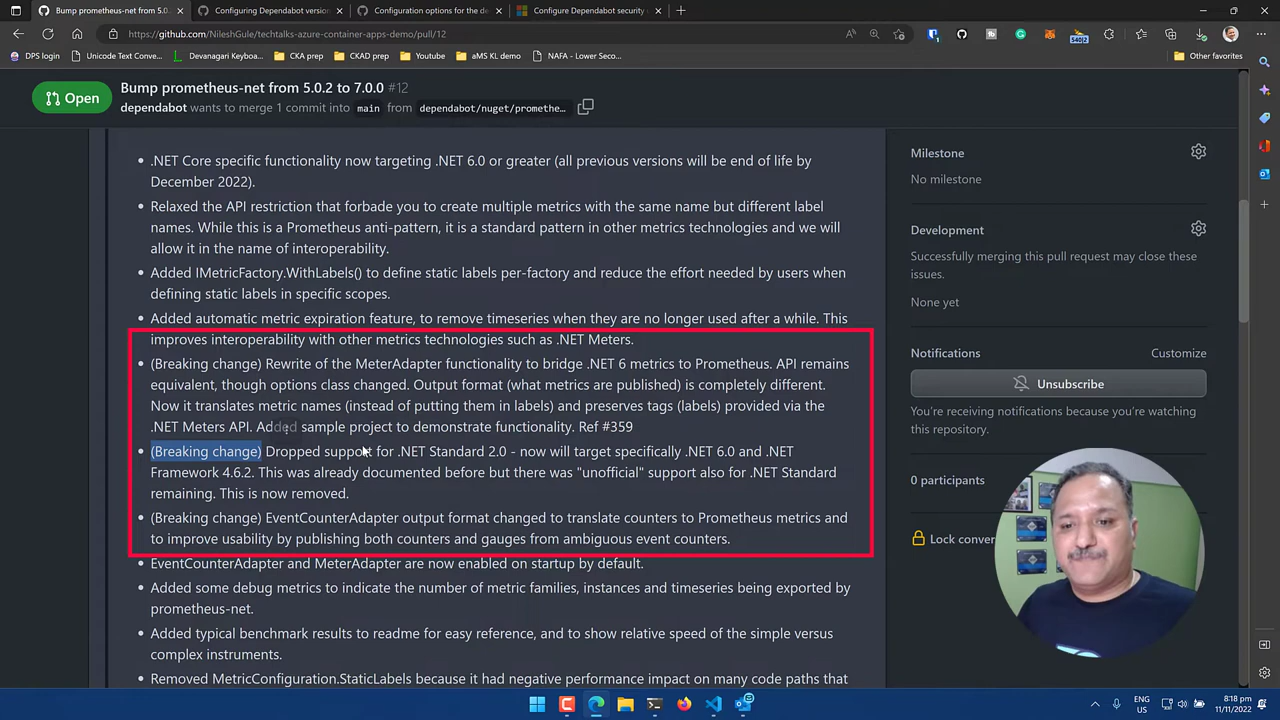 Bump prometheus-net from 5.0.
Configuring Dependabot version
Configuration options for the de
Configure Dependabot security
https://github.com/NileshGule/techtalks-azure-container-apps-demo/pull/12
540(2
DPS login
Unicode Text Conve...
Devanagari Keyboa...
CKA prep
CKAD prep
Youtube
aMS KL demo
NAFA - Lower Seco...
Other favorites
Open
Bump prometheus-net from 5.0.2 to 7.0.0 #12
dependabot wants to merge 1 commit into main from dependabot/nuget/promethe...
.NET Core specific functionality now targeting .NET 6.0 or greater (all previous versions will be end of life by
December 2022).
Relaxed the API restriction that forbade you to create multiple metrics with the same name but different label
names. While this is a Prometheus anti-pattern, it is a standard pattern in other metrics technologies and we will
allow it in the name of interoperability.
Added IMetricFactory.WithLabels() to define static labels per-factory and reduce the effort needed by users when
defining static labels in specific scopes.
Added automatic metric expiration feature, to remove timeseries when they are no longer used after a while. This
improves interoperability with other metrics technologies such as .NET Meters.
(Breaking change) Rewrite of the MeterAdapter functionality to bridge .NET 6 metrics to Prometheus. API remains
equivalent, though options class changed. Output format (what metrics are published) is completely different.
Now it translates metric names (instead of putting them in labels) and preserves tags (labels) provided via the
.NET Meters API. Added sample project to demonstrate functionality. Ref #359
(Breaking change) Dropped support for .NET Standard 2.0 - now will target specifically .NET 6.0 and .NET
Framework 4.6.2. This was already documented before but there was "unofficial" support also for .NET Standard
remaining. This is now removed.
(Breaking change) EventCounterAdapter output format changed to translate counters to Prometheus metrics and
to improve usability by publishing both counters and gauges from ambiguous event counters.
EventCounterAdapter and MeterAdapter are now enabled on startup by default.
Added some debug metrics to indicate the number of metric families, instances and timeseries being exported by
prometheus-net.
Added typical benchmark results to readme for easy reference, and to show relative speed of the simple versus
complex instruments.
Removed MetricConfiguration.StaticLabels because it had negative performance impact on many code paths that
Milestone
No milestone
Development
Successfully merging this pull request may close these
issues.
None yet
Notifications
Customize
Unsubscribe
You're receiving notifications because you're watching
this repository.
0 participants
Lock conver
ENG
US
8:18 pm
11/11/2022